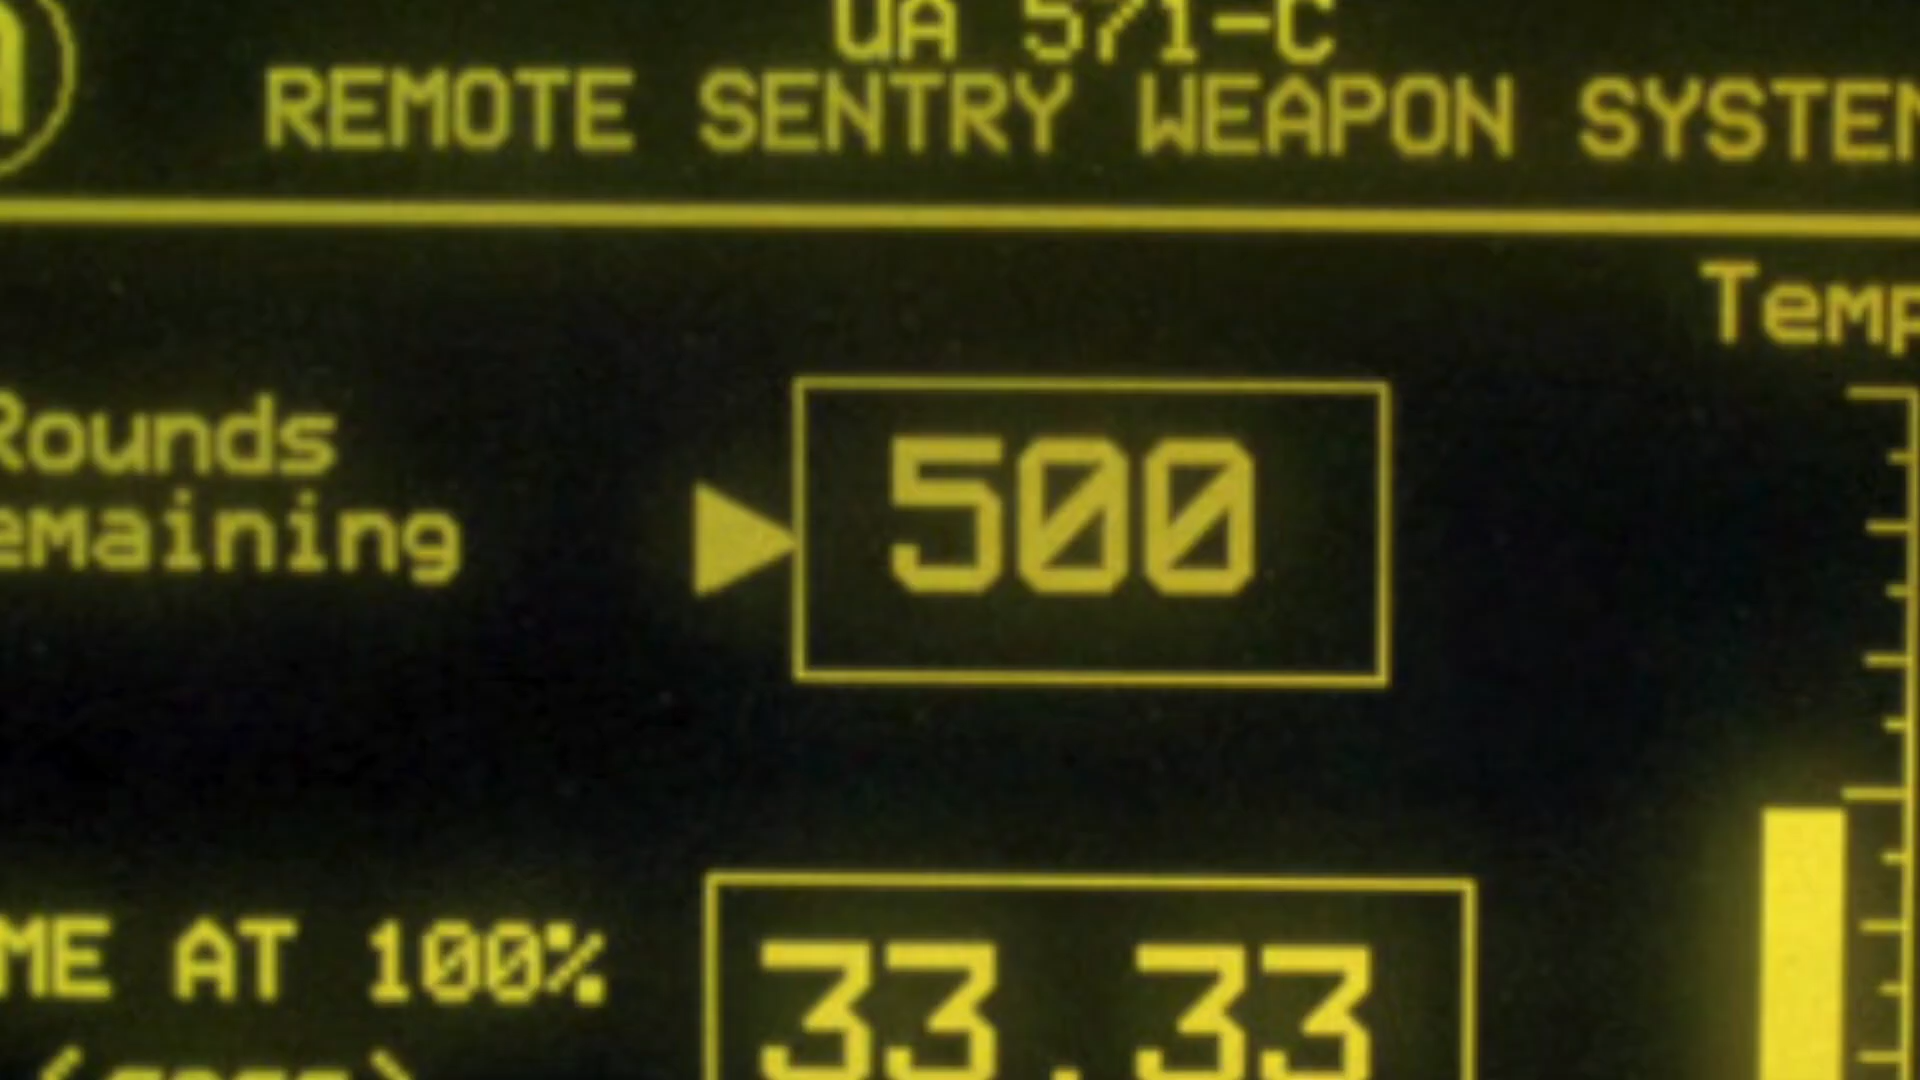 UA 571-C
REMOTE SENTRY WEAPON SYSTEM
Temp
Rounds
emaining
500
ME AT 100%
33.33